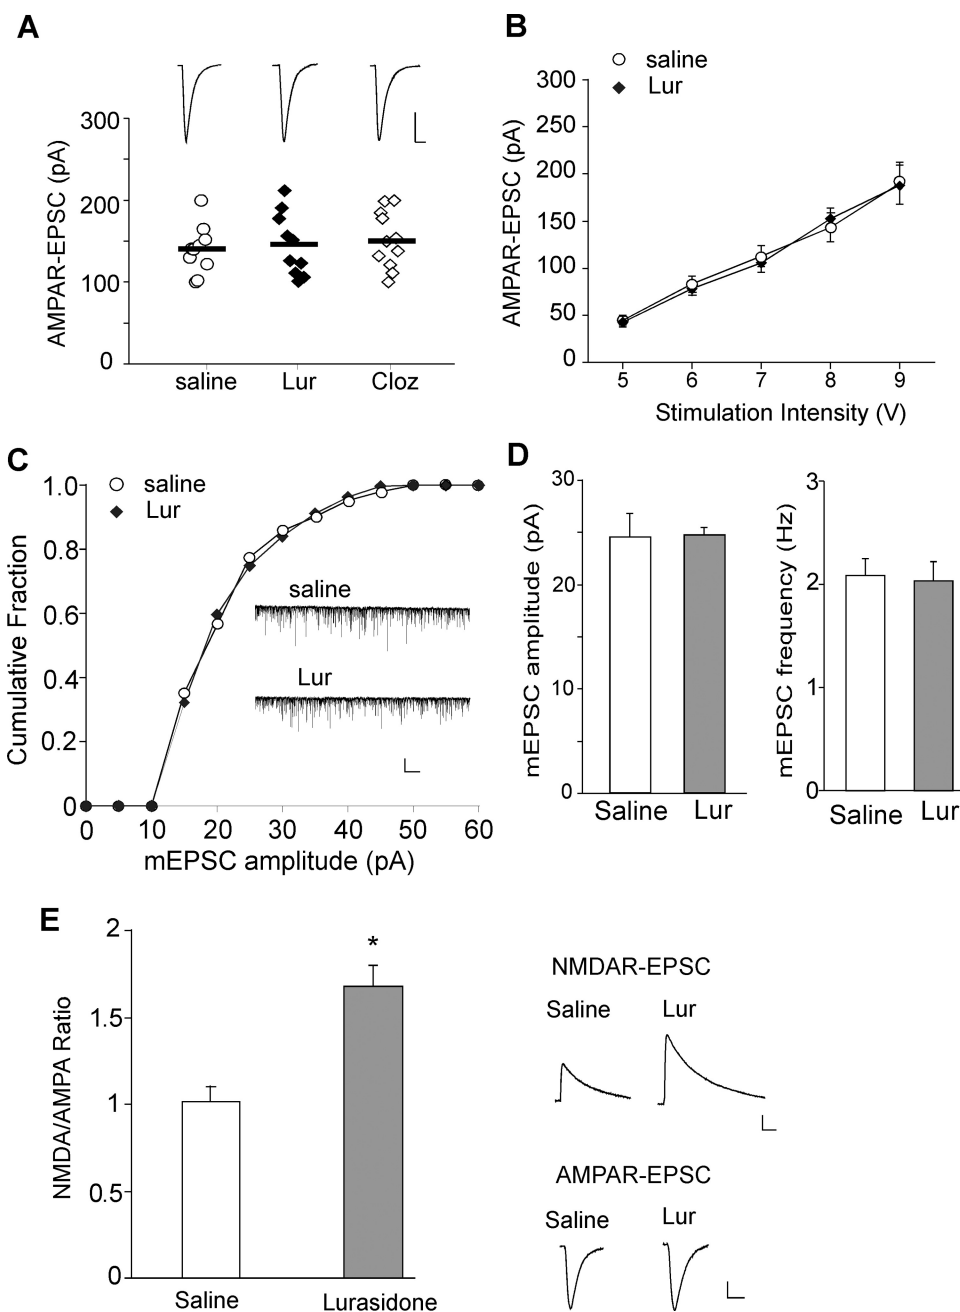 A
AMPAR-EPSC (pA)
300
200
100
0
saline
Lur
Cloz
B
saline
Lur
AMPAR-EPSC (pA)
300
250
200
150
100
50
0
5
6
7
8
9
Stimulation Intensity (V)
C
saline
Lur
Cumulative Fraction
1.0
0.8
0.6
0.4
0.2
0
saline
Lur
0
10
20
30
40
50
60
mEPSC amplitude (pA)
D
mEPSC amplitude (pA)
30
20
10
0
Saline
Lur
mEPSC frequency (Hz)
3
2
1
0
Saline
Lur
E
NMDA/AMPA Ratio
2
1.5
1
0.5
0
*
Saline
Lurasidone
NMDAR-EPSC
Saline
Lur
AMPAR-EPSC
Saline
Lur